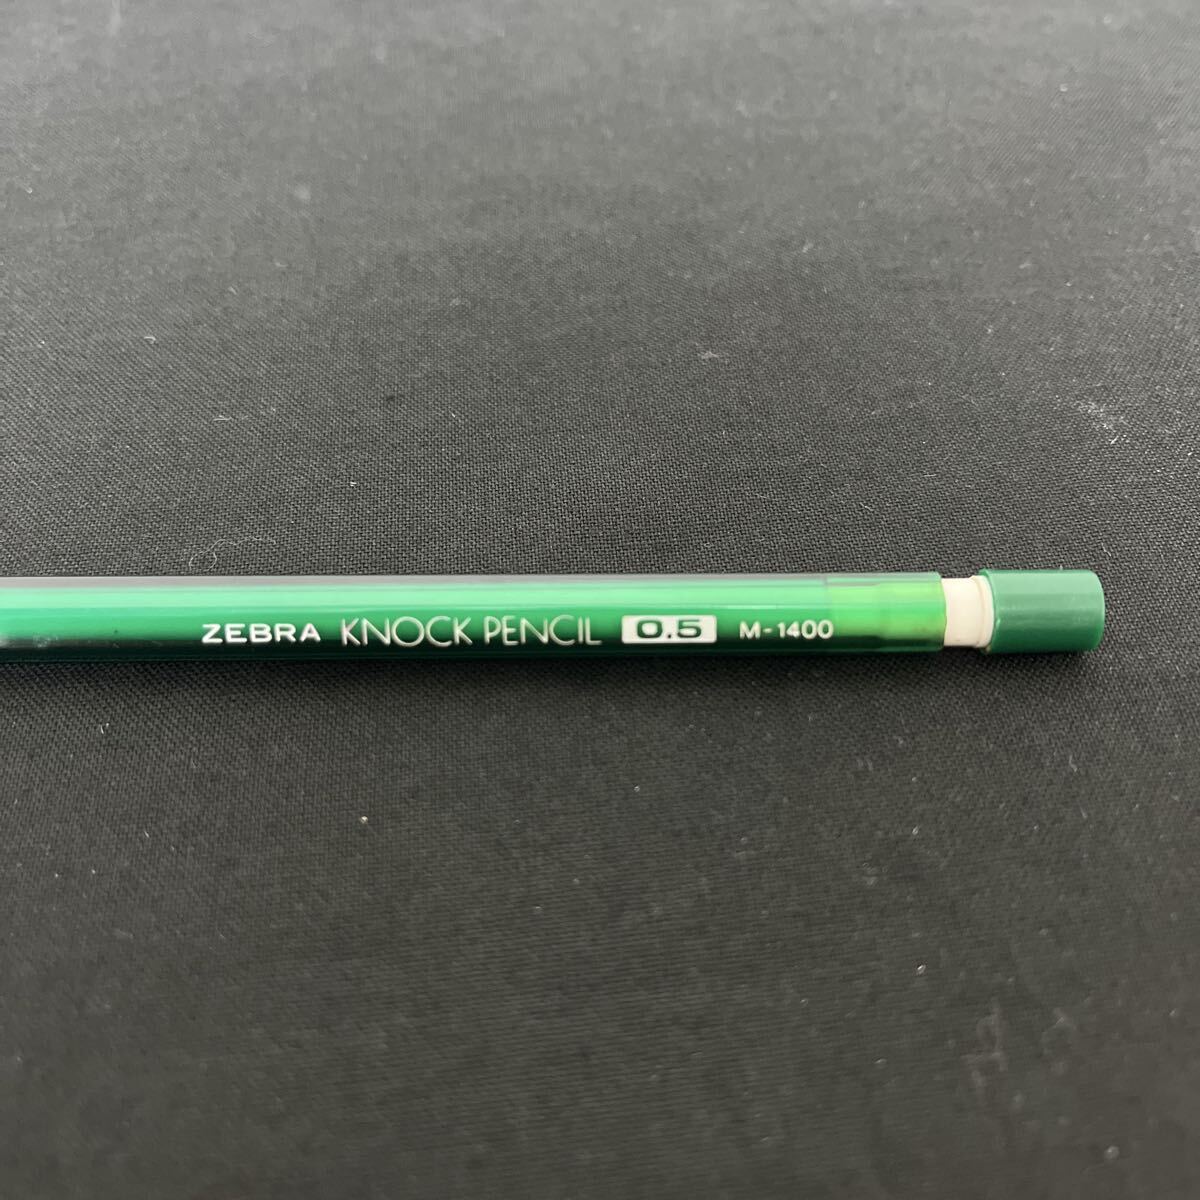 ZEBRA KNOCK PENCIL 0.5 M-1400